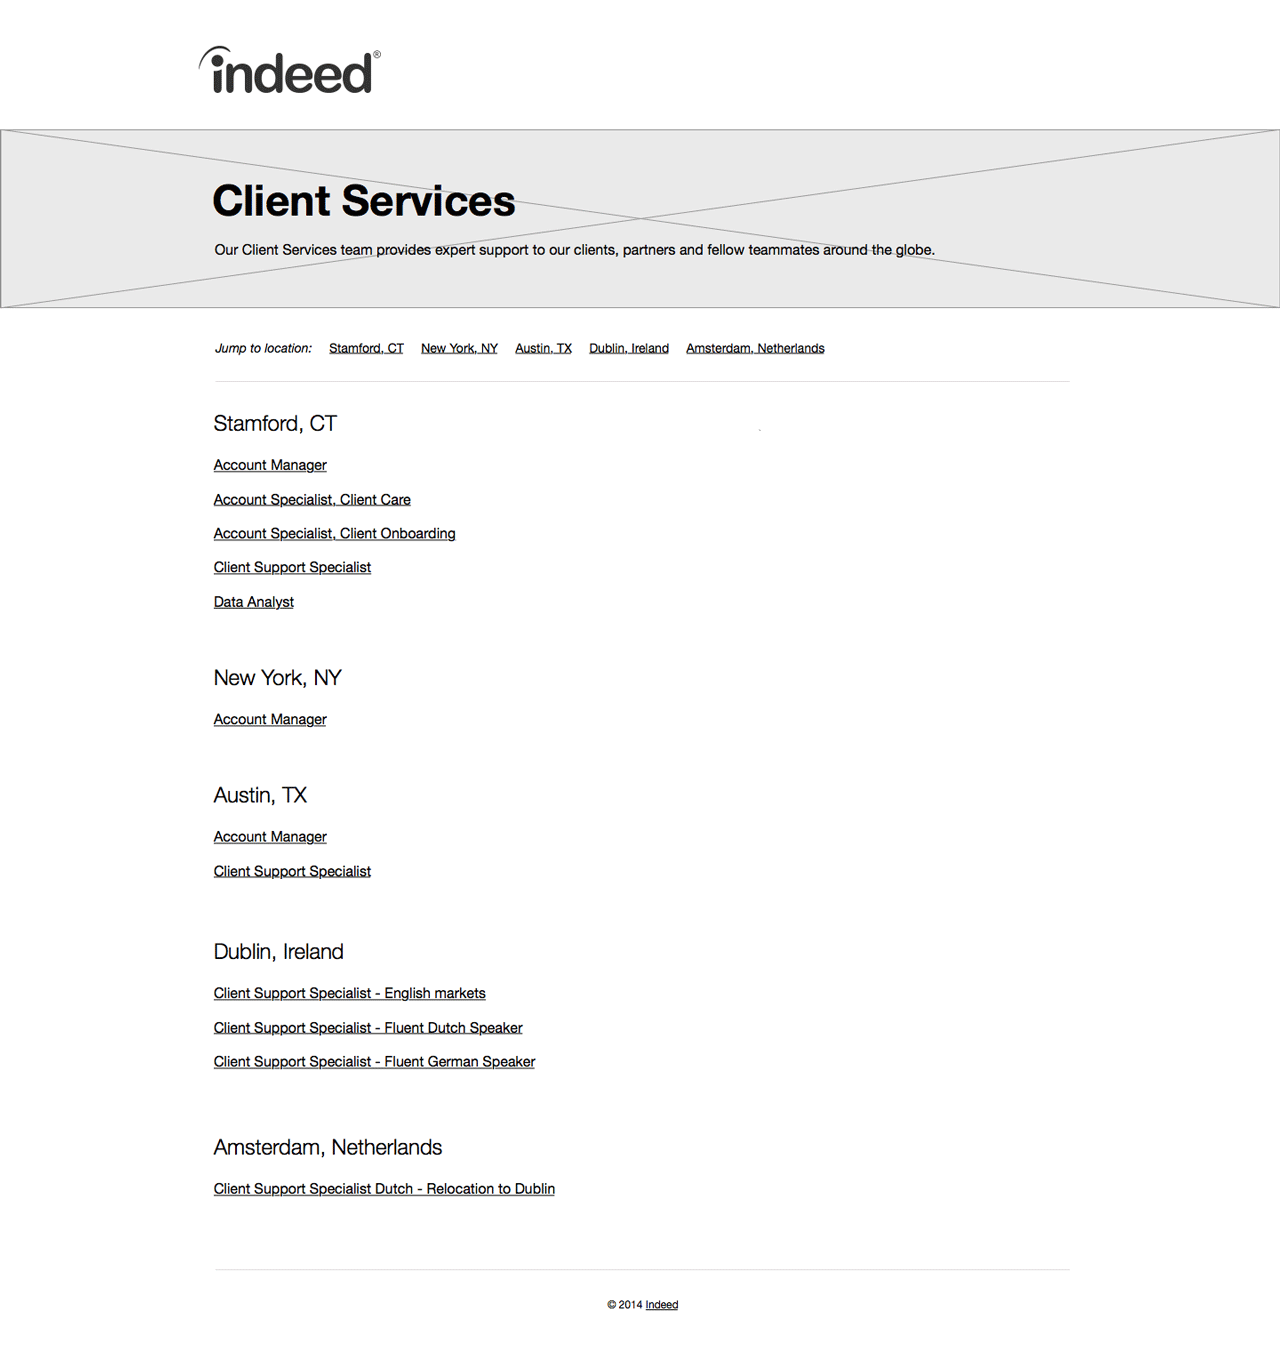 indeed®
Client Services
Our Client Services team provides expert support to our clients, partners and fellow teammates around the globe.
Jump to location: Stamford, CT New York, NY Austin, TX Dublin, Ireland Amsterdam, Netherlands
Stamford, CT
Account Manager
Account Specialist, Client Care
Account Specialist, Client Onboarding
Client Support Specialist
Data Analyst
New York, NY
Account Manager
Austin, TX
Account Manager
Client Support Specialist
Dublin, Ireland
Client Support Specialist - English markets
Client Support Specialist - Fluent Dutch Speaker
Client Support Specialist - Fluent German Speaker
Amsterdam, Netherlands
Client Support Specialist Dutch - Relocation to Dublin
© 2014 Indeed